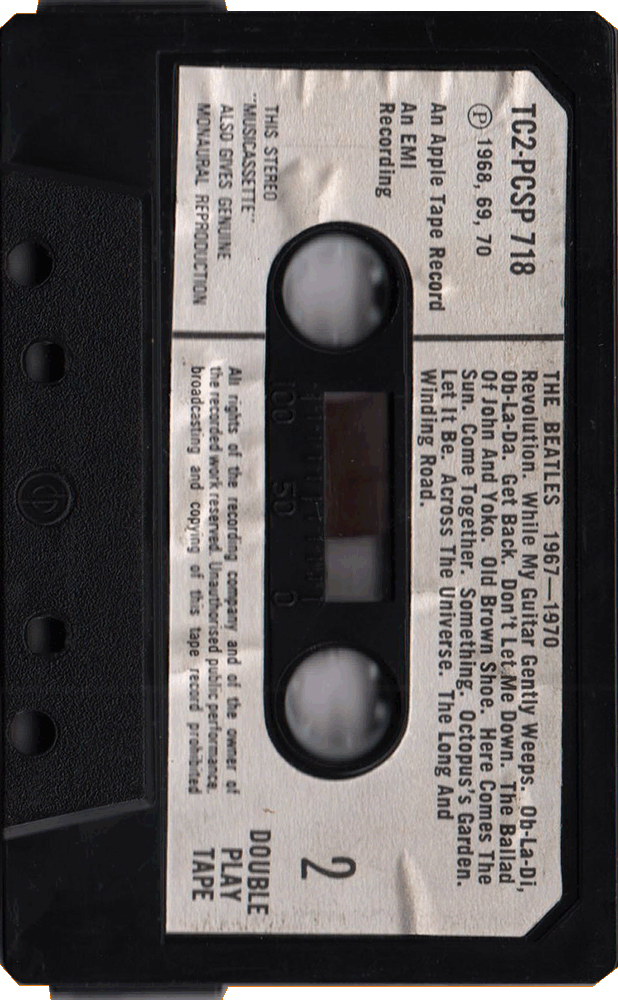 TC2-PCSP 718
Ⓟ 1968, 69, 70
An Apple Tape Record
An EMI
Recording
THIS STEREO
"MUSICASSETTE"
ALSO GIVES GENUINE
MONAURAL REPRODUCTION
THE BEATLES 1967—1970
Revolution. While My Guitar Gently Weeps. Ob-La-Di,
Ob-La-Da. Get Back. Don't Let Me Down. The Ballad
Of John And Yoko. Old Brown Shoe. Here Comes The
Sun. Come Together. Something. Octopus's Garden.
Let It Be. Across The Universe. The Long And
Winding Road.
100 50 0
2
All rights of the recording company and of the owner of
the recorded work reserved. Unauthorised public performance,
broadcasting and copying of this tape record prohibited
DOUBLE
PLAY
TAPE